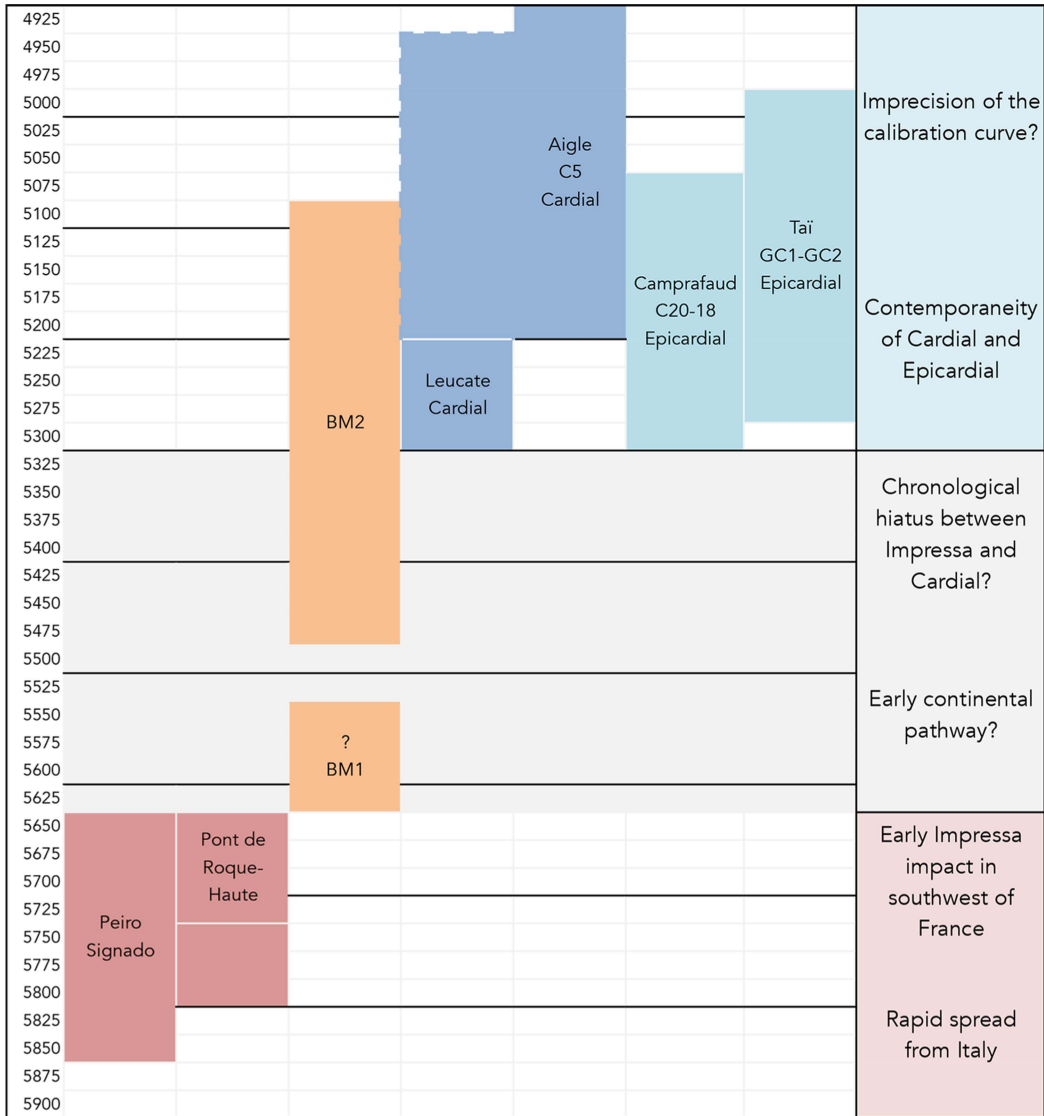 4925
4950
4975
5000
5025
5050
5075
5100
5125
5150
5175
5200
5225
5250
5275
5300
5325
5350
5375
5400
5425
5450
5475
5500
5525
5550
5575
5600
5625
5650
5675
5700
5725
5750
5775
5800
5825
5850
5875
5900
Peiro
Signado
Pont de
Roque-
Haute
BM2
?
BM1
Leucate
Cardial
Aigle
C5
Cardial
Camprafaud
C20-18
Epicardial
Taï
GC1-GC2
Epicardial
Imprecision of the
calibration curve?
Contemporaneity
of Cardial and
Epicardial
Chronological
hiatus between
Impressa and
Cardial?
Early continental
pathway?
Early Impressa
impact in
southwest of
France
Rapid spread
from Italy